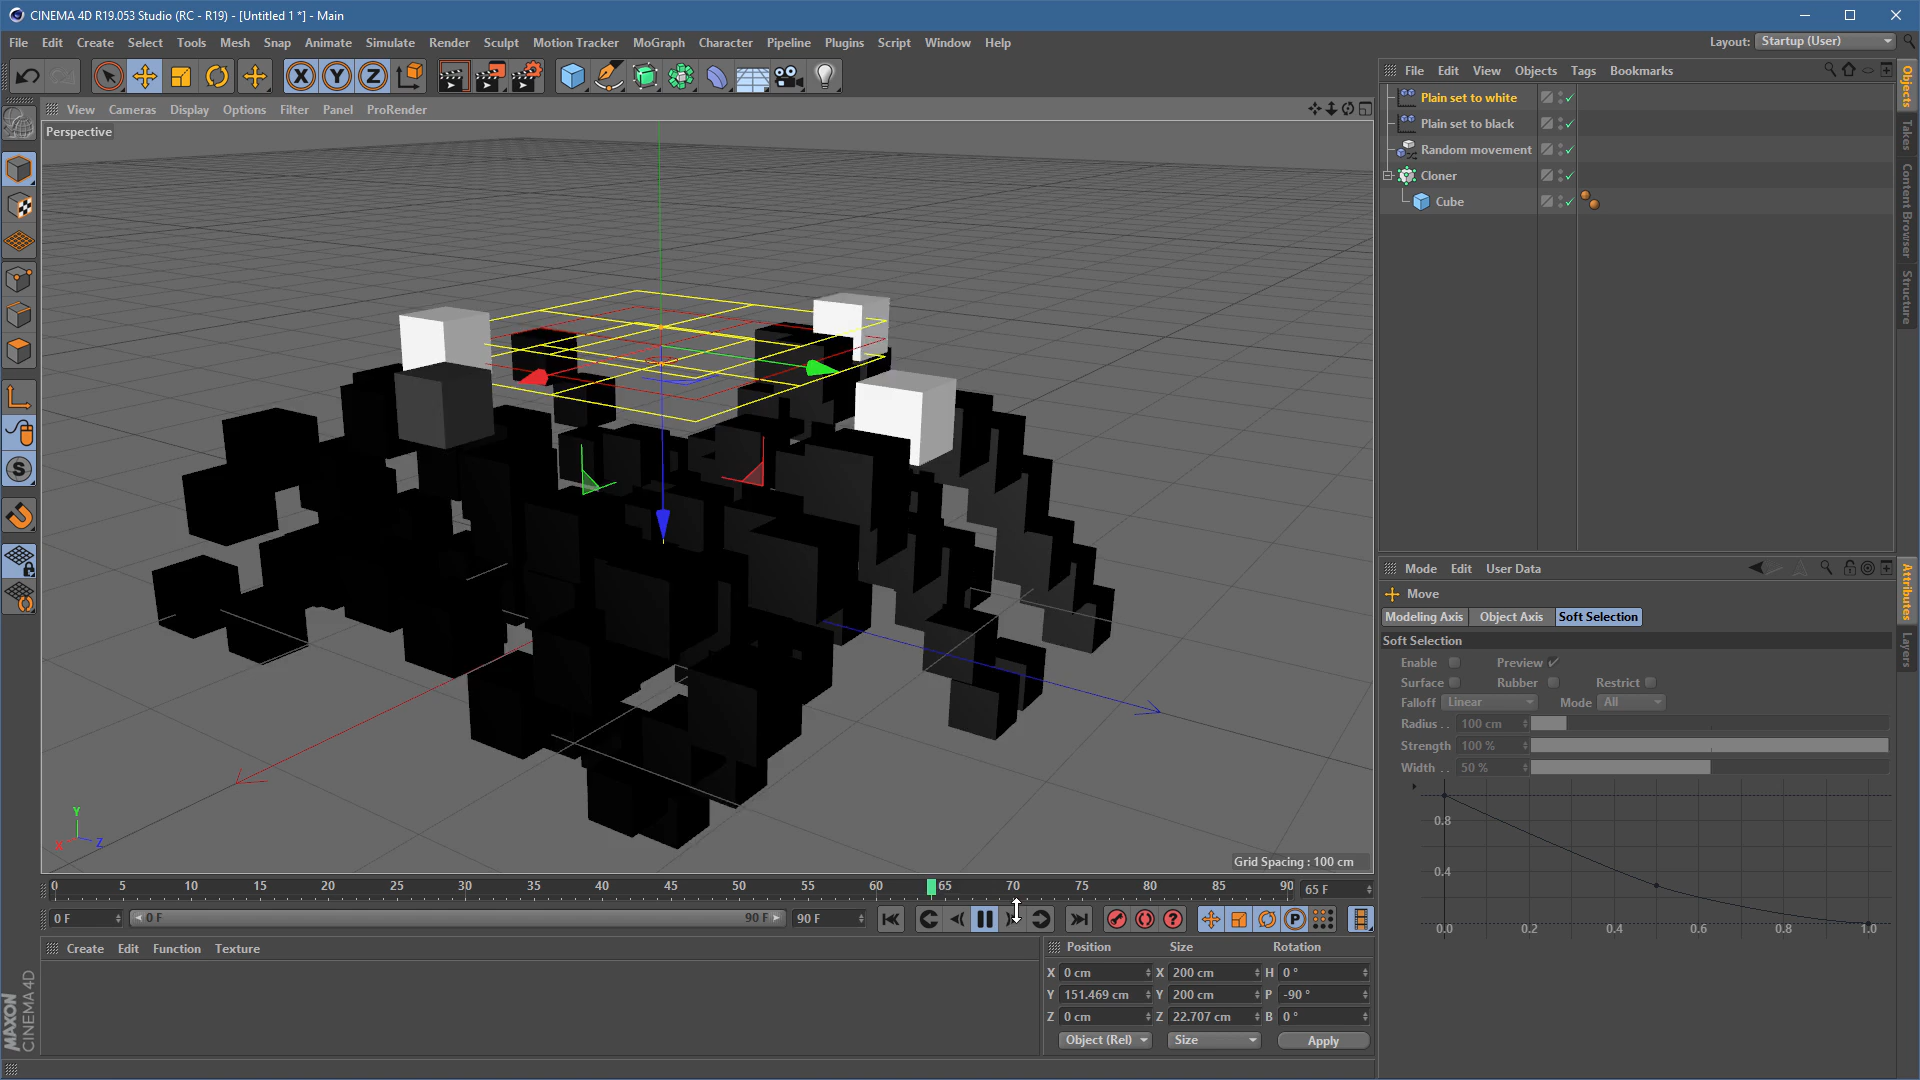 CINEMA 4D R19.053 Studio (RC - R19) - [Untitled 1 *] - Main
File Edit Create Select Tools Mesh Snap Animate Simulate Render Sculpt Motion Tracker MoGraph Character Pipeline Plugins Script Window Help
Layout: Startup (User)
X Y Z
File Edit View Objects Tags Bookmarks
View Cameras Display Options Filter Panel ProRender
Perspective
Plain set to white
Plain set to black
Random movement
Cloner
Cube
Objects
Takes
Content Browser
Structure
Mode Edit User Data
Move
Modeling Axis Object Axis Soft Selection
Soft Selection
Enable Preview
Surface Rubber Restrict
Falloff Linear Mode All
Radius . . 100 cm
Strength 100 %
Width . . 50 %
0.8
0.4
0.0 0.2 0.4 0.6 0.8 1.0
Attributes
Layers
S
Y
X Z
Grid Spacing : 100 cm
0 5 10 15 20 25 30 35 40 45 50 55 60 65 70 75 80 85 90 65 F
0 F 0 F 90 F 90 F
P
Create Edit Function Texture
Position Size Rotation
X 0 cm X 200 cm H 0 °
Y 151.469 cm Y 200 cm P -90 °
Z 0 cm Z 22.707 cm B 0 °
Object (Rel) Size Apply
MAXON
CINEMA 4D